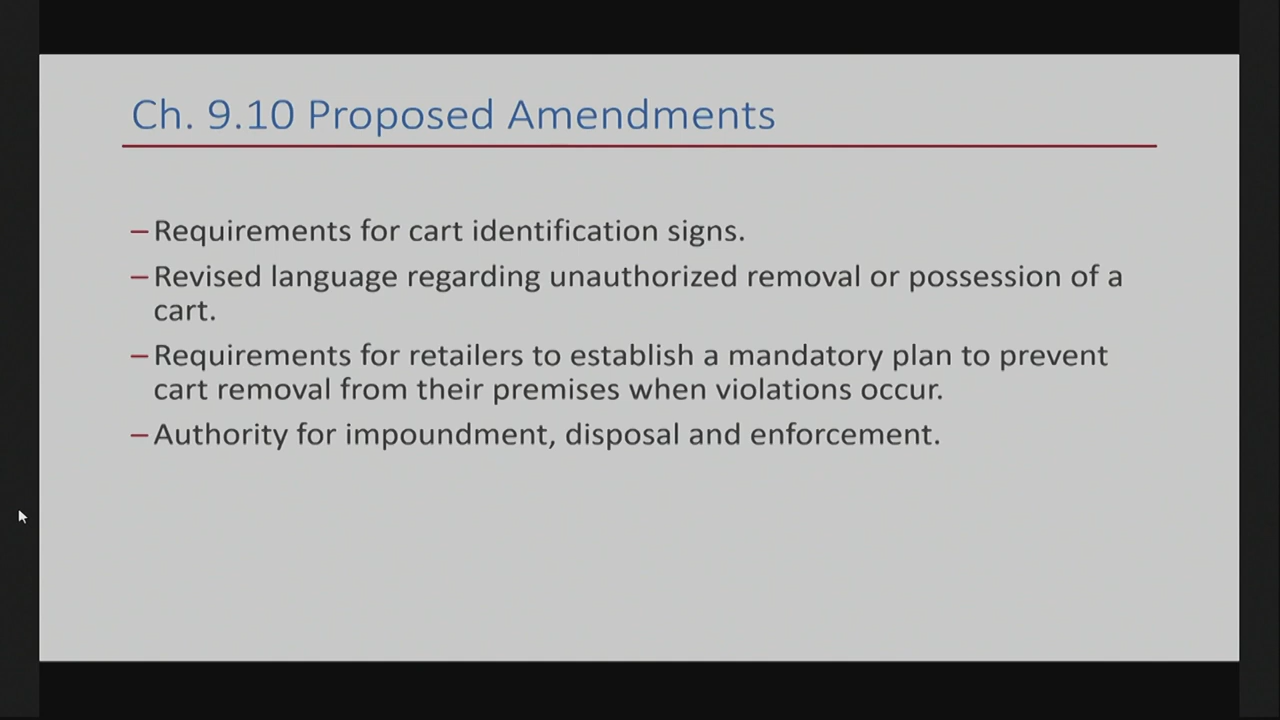 Ch. 9.10 Proposed Amendments
– Requirements for cart identification signs.
– Revised language regarding unauthorized removal or possession of a
cart.
– Requirements for retailers to establish a mandatory plan to prevent
cart removal from their premises when violations occur.
– Authority for impoundment, disposal and enforcement.